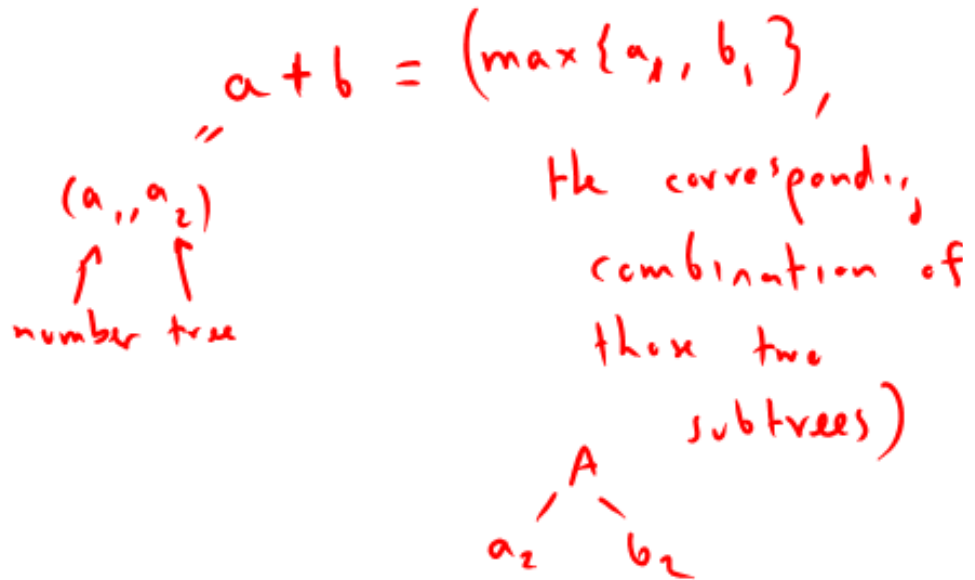 a + b = (max{a₁, b₁},
"
(a₁, a₂)
the corresponding
combination of
number tree
those two
subtrees)
A
a₂ b₂